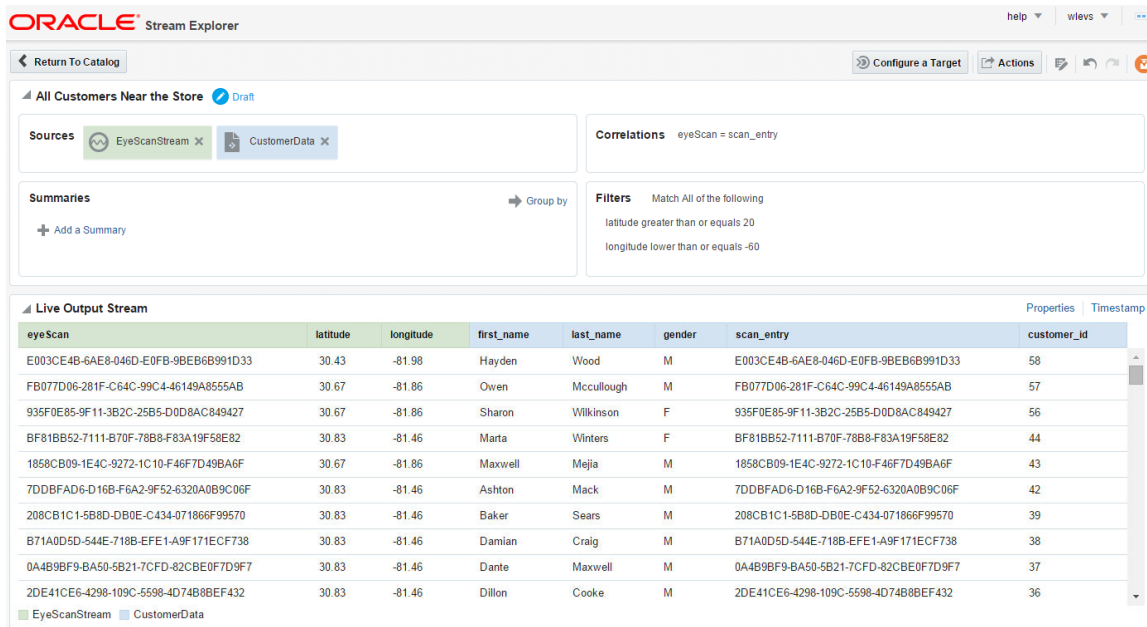 ORACLE Stream Explorer help wlevs
Return To Catalog Configure a Target Actions
All Customers Near the Store Draft
Sources EyeScanStream CustomerData
Correlations eyeScan = scan_entry
Summaries Group by
Add a Summary
Filters Match All of the following
latitude greater than or equals 20
longitude lower than or equals -60
Live Output Stream Properties Timestamp
eyeScan latitude longitude first_name last_name gender scan_entry customer_id
E003CE4B-6AE8-046D-E0FB-9BEB6B991D33 30.43 -81.98 Hayden Wood M E003CE4B-6AE8-046D-E0FB-9BEB6B991D33 58
FB077D06-281F-C64C-99C4-46149A8555AB 30.67 -81.86 Owen Mccullough M FB077D06-281F-C64C-99C4-46149A8555AB 57
935F0E85-9F11-3B2C-25B5-D0D8AC849427 30.67 -81.86 Sharon Wilkinson F 935F0E85-9F11-3B2C-25B5-D0D8AC849427 56
BF81BB52-7111-B70F-78B8-F83A19F58E82 30.83 -81.46 Marta Winters F BF81BB52-7111-B70F-78B8-F83A19F58E82 44
1858CB09-1E4C-9272-1C10-F46F7D49BA6F 30.67 -81.86 Maxwell Mejia M 1858CB09-1E4C-9272-1C10-F46F7D49BA6F 43
7DDBFAD6-D16B-F6A2-9F52-6320A0B9C06F 30.83 -81.46 Ashton Mack M 7DDBFAD6-D16B-F6A2-9F52-6320A0B9C06F 42
208CB1C1-5B8D-DB0E-C434-071866F99570 30.83 -81.46 Baker Sears M 208CB1C1-5B8D-DB0E-C434-071866F99570 39
B71A0D5D-544E-718B-EFE1-A9F171ECF738 30.83 -81.46 Damian Craig M B71A0D5D-544E-718B-EFE1-A9F171ECF738 38
0A4B9BF9-BA50-5B21-7CFD-82CBE0F7D9F7 30.83 -81.46 Dante Maxwell M 0A4B9BF9-BA50-5B21-7CFD-82CBE0F7D9F7 37
2DE41CE6-4298-109C-5598-4D74B8BEF432 30.83 -81.46 Dillon Cooke M 2DE41CE6-4298-109C-5598-4D74B8BEF432 36
EyeScanStream CustomerData